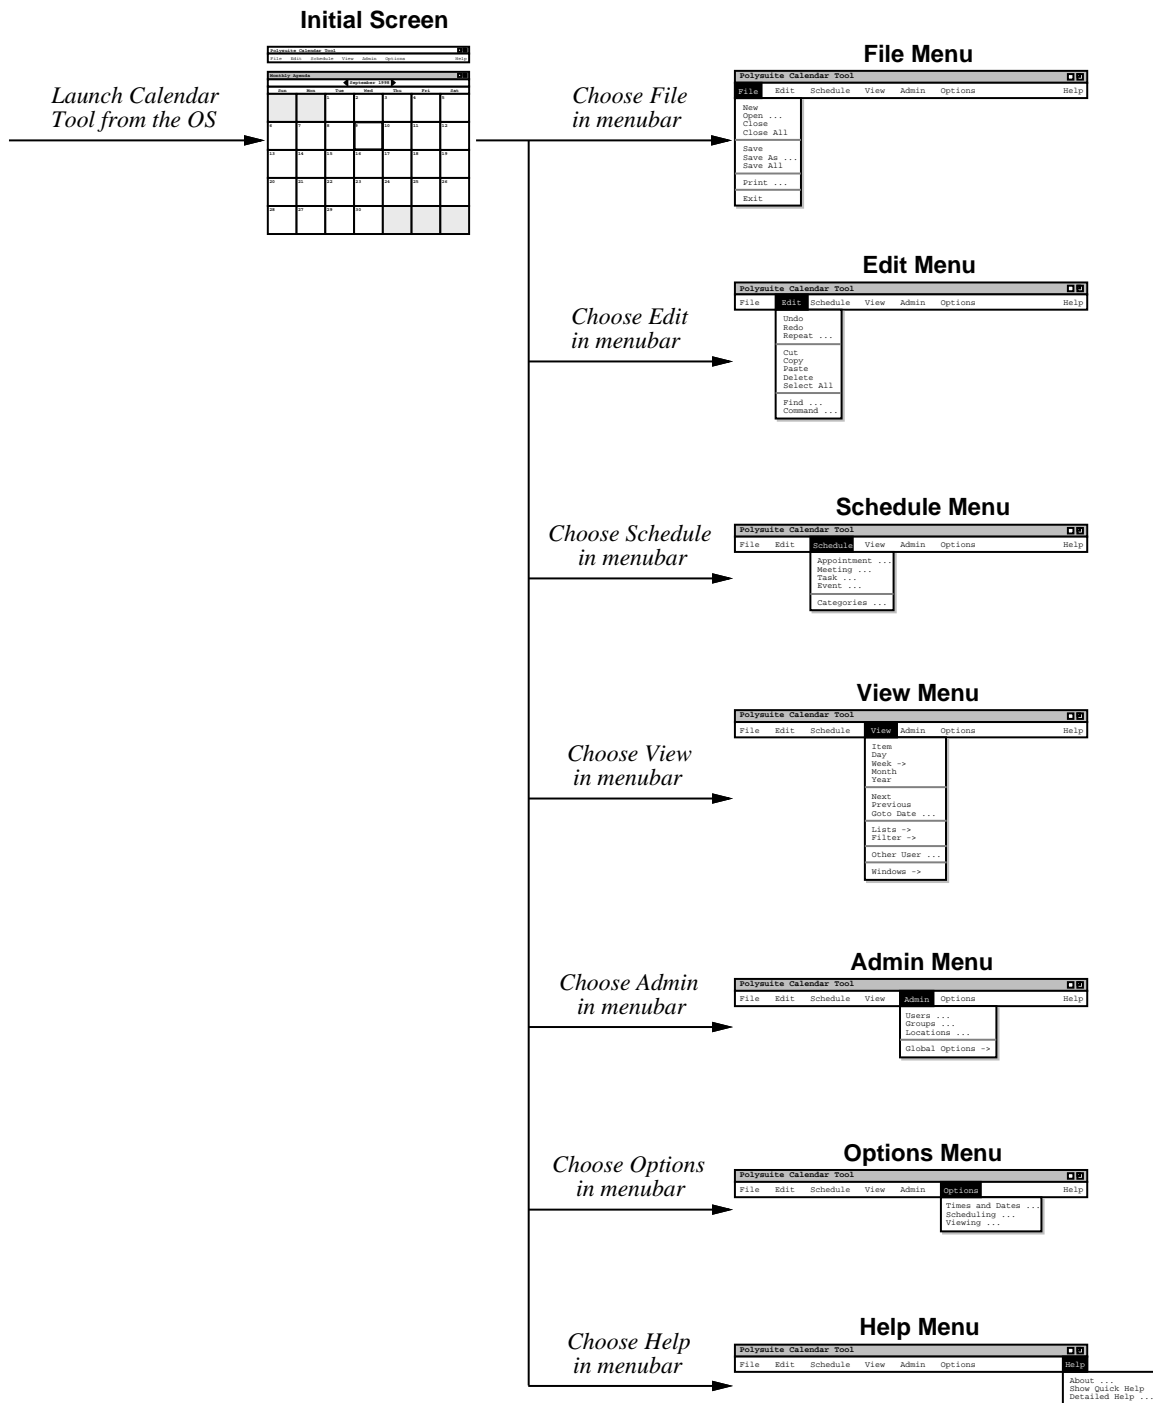 Initial Screen
Polysuite Calendar Tool
File Edit Schedule View Admin Options Help
Monthly Agenda
September 1998
Sun Mon Tue Wed Thu Fri Sat
1 2 3 4 5
6 7 8 9 10 11 12
13 14 15 16 17 18 19
20 21 22 23 24 25 26
28 27 29 30
Launch Calendar
Tool from the OS
File Menu
Choose File
in menubar
Polysuite Calendar Tool
File Edit Schedule View Admin Options Help
New
Open ...
Close
Close All
Save
Save As ...
Save All
Print ...
Exit
Edit Menu
Choose Edit
in menubar
Polysuite Calendar Tool
File Edit Schedule View Admin Options Help
Undo
Redo
Repeat ...
Cut
Copy
Paste
Delete
Select All
Find ...
Command ...
Schedule Menu
Choose Schedule
in menubar
Polysuite Calendar Tool
File Edit Schedule View Admin Options Help
Appointment ...
Meeting ...
Task ...
Event ...
Categories ...
View Menu
Choose View
in menubar
Polysuite Calendar Tool
File Edit Schedule View Admin Options Help
Item
Day
Week ->
Month
Year
Next
Previous
Goto Date ...
Lists ->
Filter ->
Other User ...
Windows ->
Admin Menu
Choose Admin
in menubar
Polysuite Calendar Tool
File Edit Schedule View Admin Options Help
Users ...
Groups ...
Locations ...
Global Options ->
Options Menu
Choose Options
in menubar
Polysuite Calendar Tool
File Edit Schedule View Admin Options Help
Times and Dates ...
Scheduling ...
Viewing ...
Help Menu
Choose Help
in menubar
Polysuite Calendar Tool
File Edit Schedule View Admin Options Help
About ...
Show Quick Help
Detailed Help ...